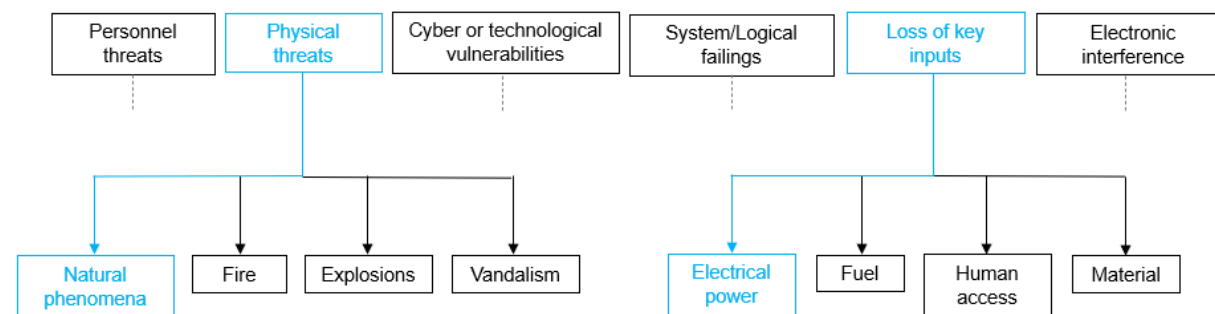 Personnel
threats
Physical
threats
Cyber or technological
vulnerabilities
System/Logical
failings
Loss of key
inputs
Electronic
interference
Natural
phenomena
Fire
Explosions
Vandalism
Electrical
power
Fuel
Human
access
Material